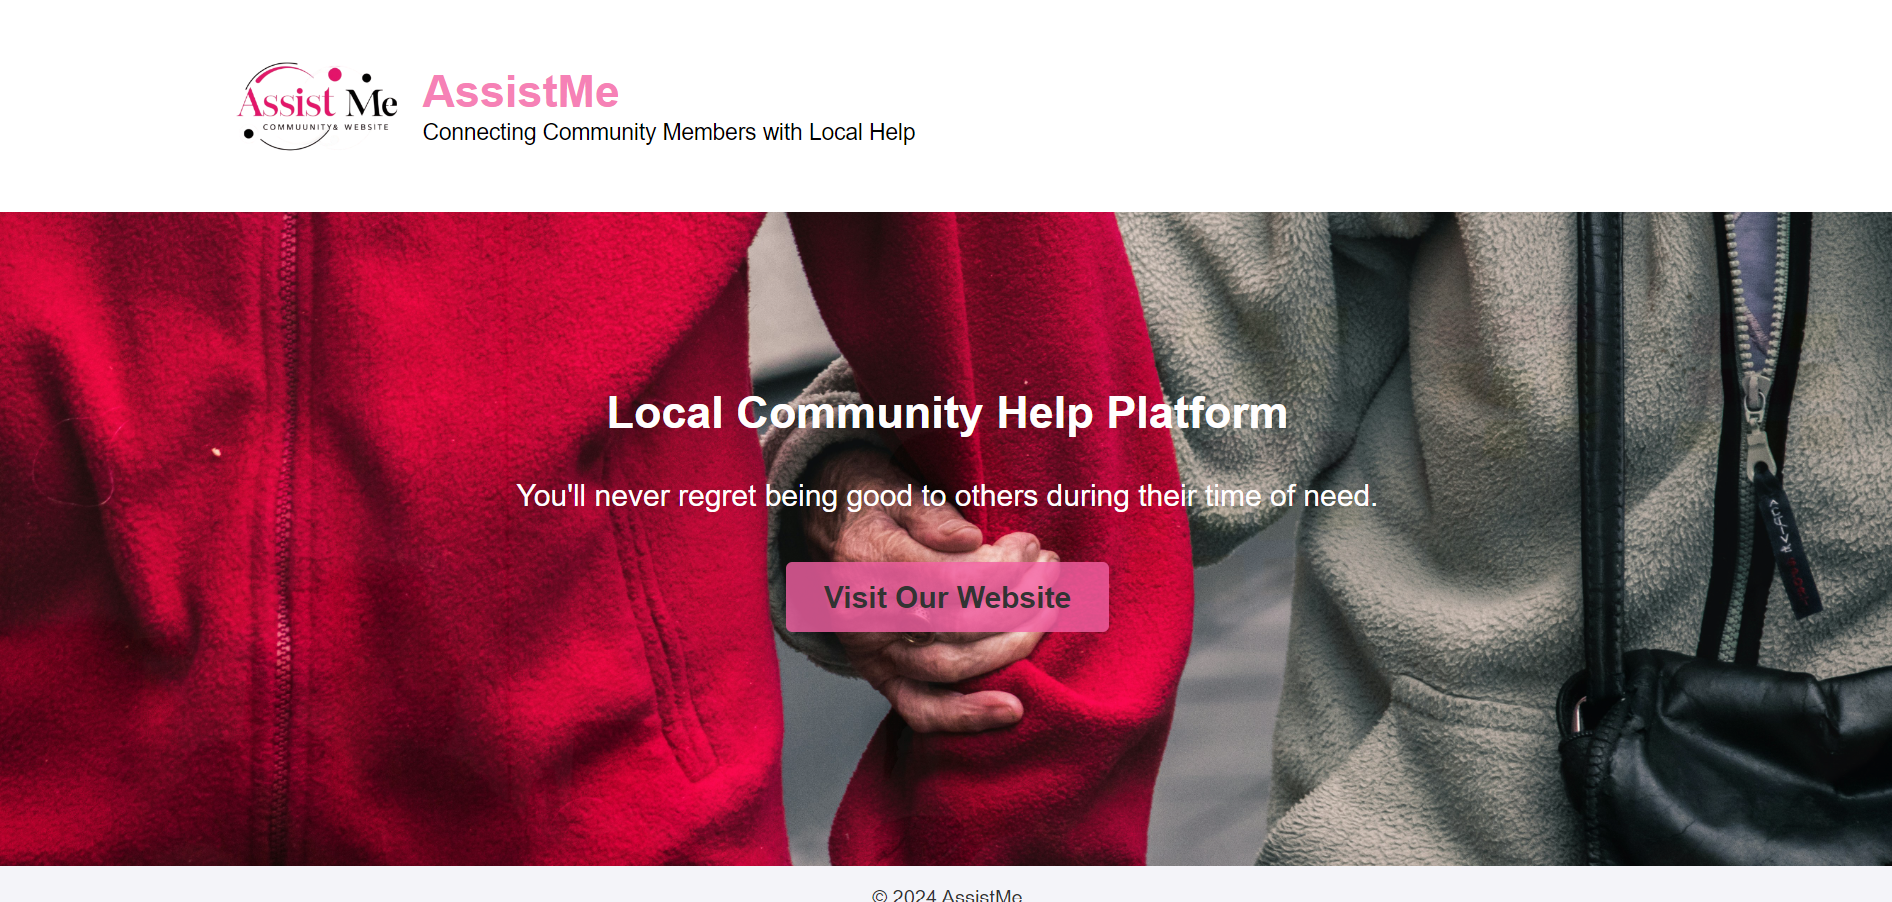 Assist Me
COMMUUNITY& WEBSITE
AssistMe
Connecting Community Members with Local Help
Local Community Help Platform
You'll never regret being good to others during their time of need.
Visit Our Website
© 2024 AssistMe